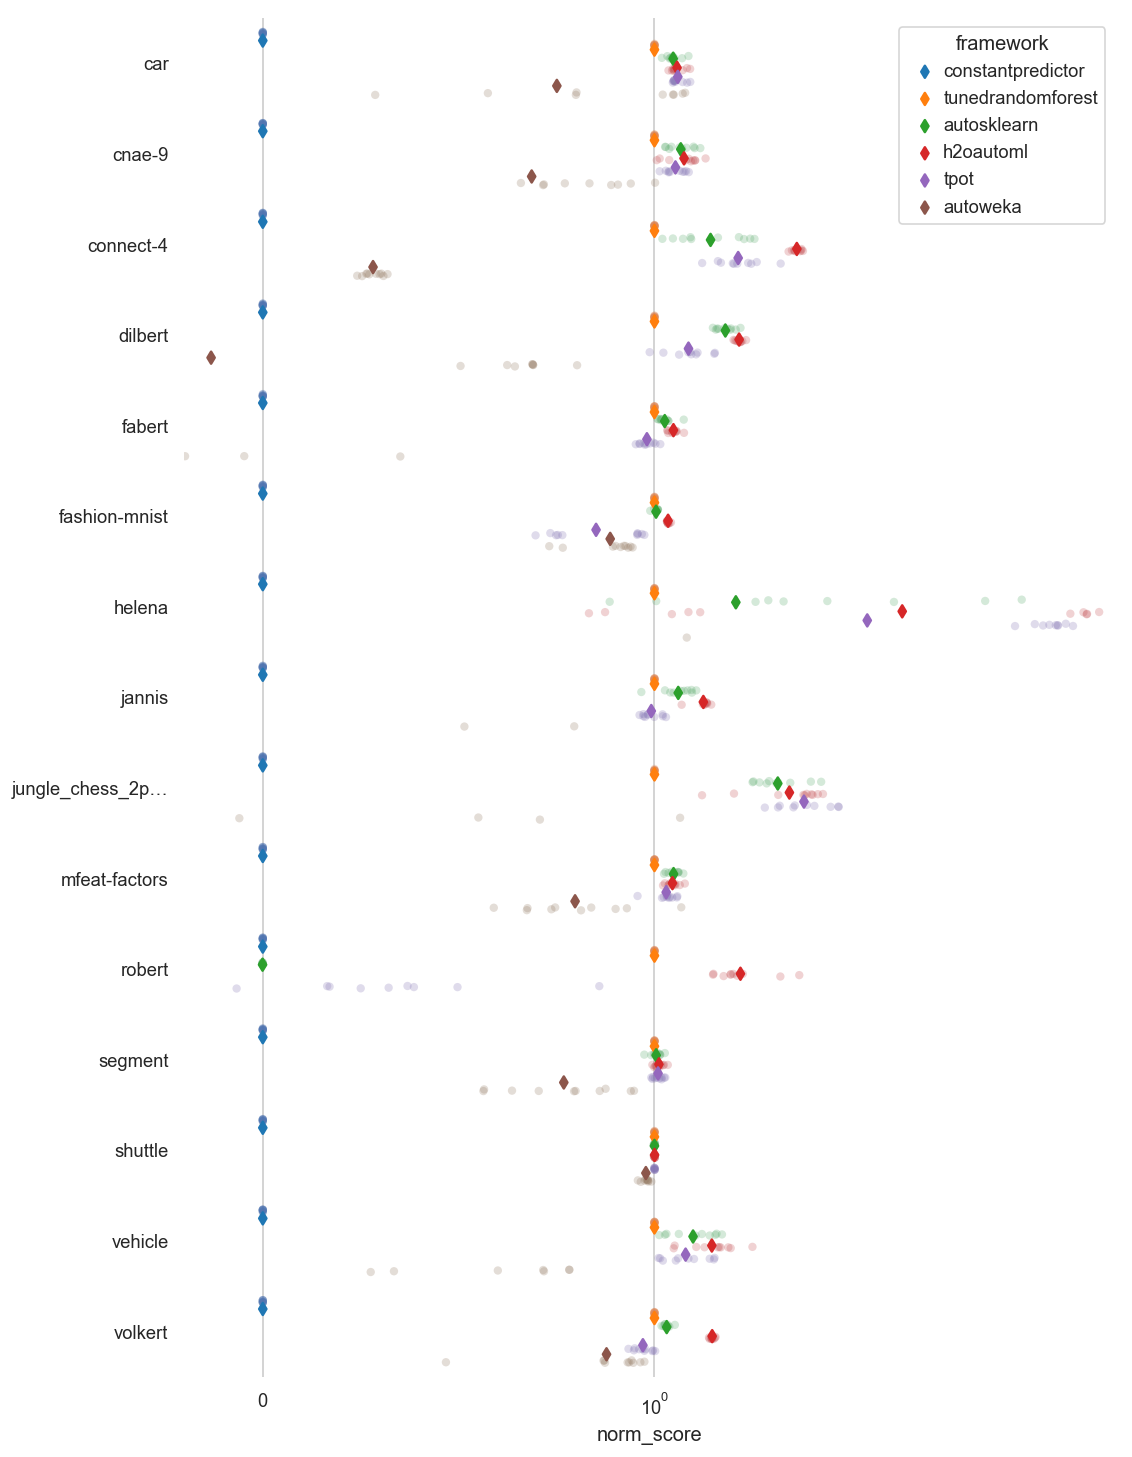 framework
constantpredictor
tunedrandomforest
autosklearn
h2oautoml
tpot
autoweka
car
cnae-9
connect-4
dilbert
fabert
fashion-mnist
helena
jannis
jungle_chess_2p…
mfeat-factors
robert
segment
shuttle
vehicle
volkert
0 10⁰
norm_score